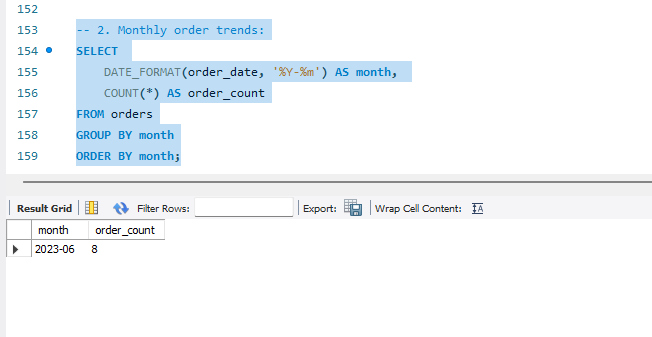 152
153 -- 2. Monthly order trends:
154 SELECT
155 DATE_FORMAT(order_date, '%Y-%m') AS month,
156 COUNT(*) AS order_count
157 FROM orders
158 GROUP BY month
159 ORDER BY month;
Result Grid Filter Rows: Export: Wrap Cell Content: IA
month order_count
2023-06 8